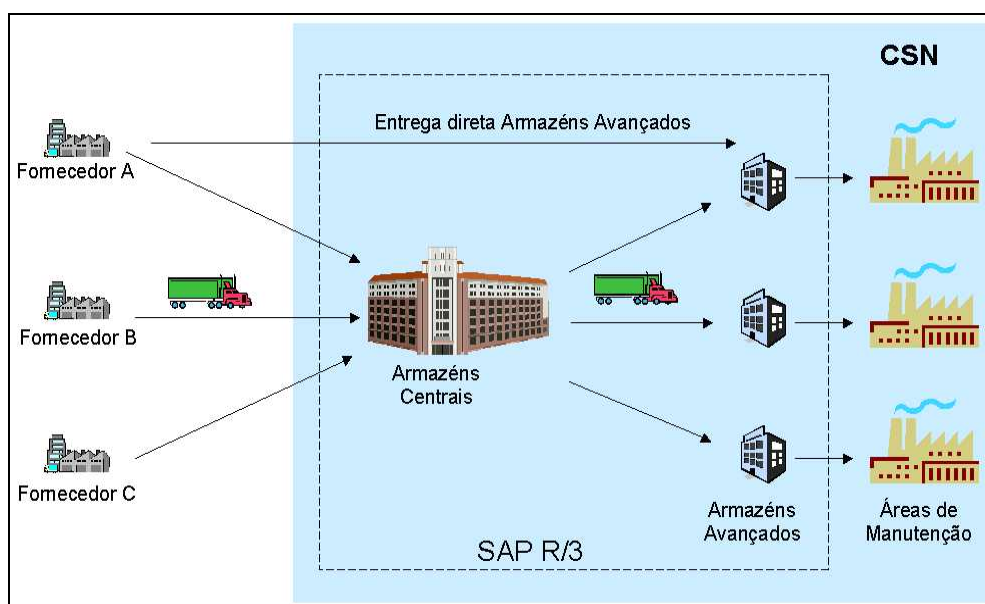 CSN
Entrega direta Armazéns Avançados
Fornecedor A
Fornecedor B
Armazéns
Centrais
Fornecedor C
Armazéns
Avançados
Áreas de
Manutenção
SAP R/3